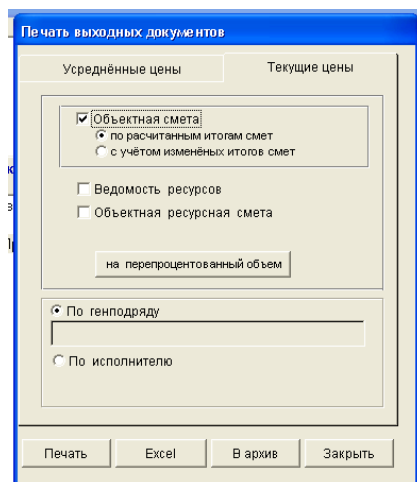 Печать выходных документов
Усреднённые цены
Текущие цены
Объектная смета
по расчитанным итогам смет
с учётом изменёных итогов смет
Ведомость ресурсов
Объектная ресурсная смета
на перепроцентованный объем
По генподряду
По исполнителю
Печать
Excel
В архив
Закрыть